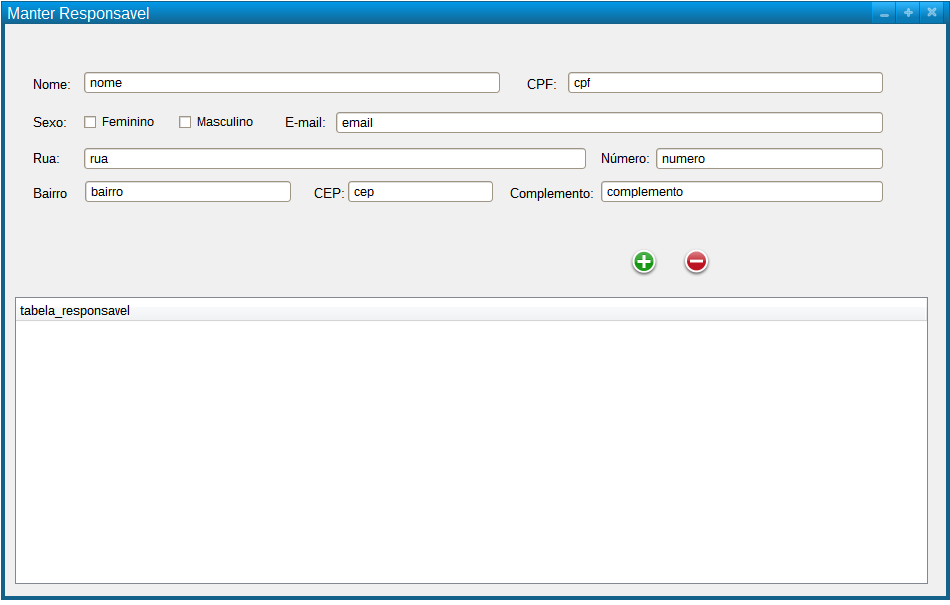 Manter Responsavel
Nome: nome CPF: cpf
Sexo: Feminino Masculino E-mail: email
Rua: rua Número: numero
Bairro bairro CEP: cep Complemento: complemento
tabela_responsavel